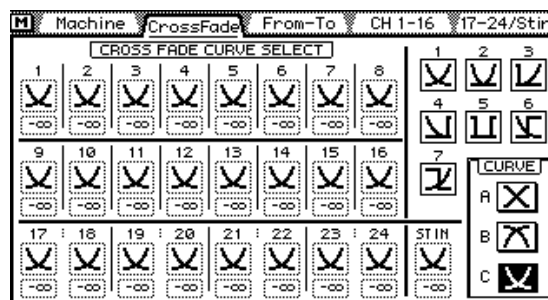 M Machine CrossFade From-To CH 1-16 17-24/Stin
CROSS FADE CURVE SELECT
1 2 3 4 5 6 7 8
-∞ -∞ -∞ -∞ -∞ -∞ -∞ -∞
9 10 11 12 13 14 15 16
-∞ -∞ -∞ -∞ -∞ -∞ -∞ -∞
17 : 18 19 : 20 21 : 22 23 : 24 STIN
-∞ -∞ -∞ -∞ -∞ -∞ -∞ -∞ -∞
1 2 3
4 5 6
7
CURVE
A
B
C